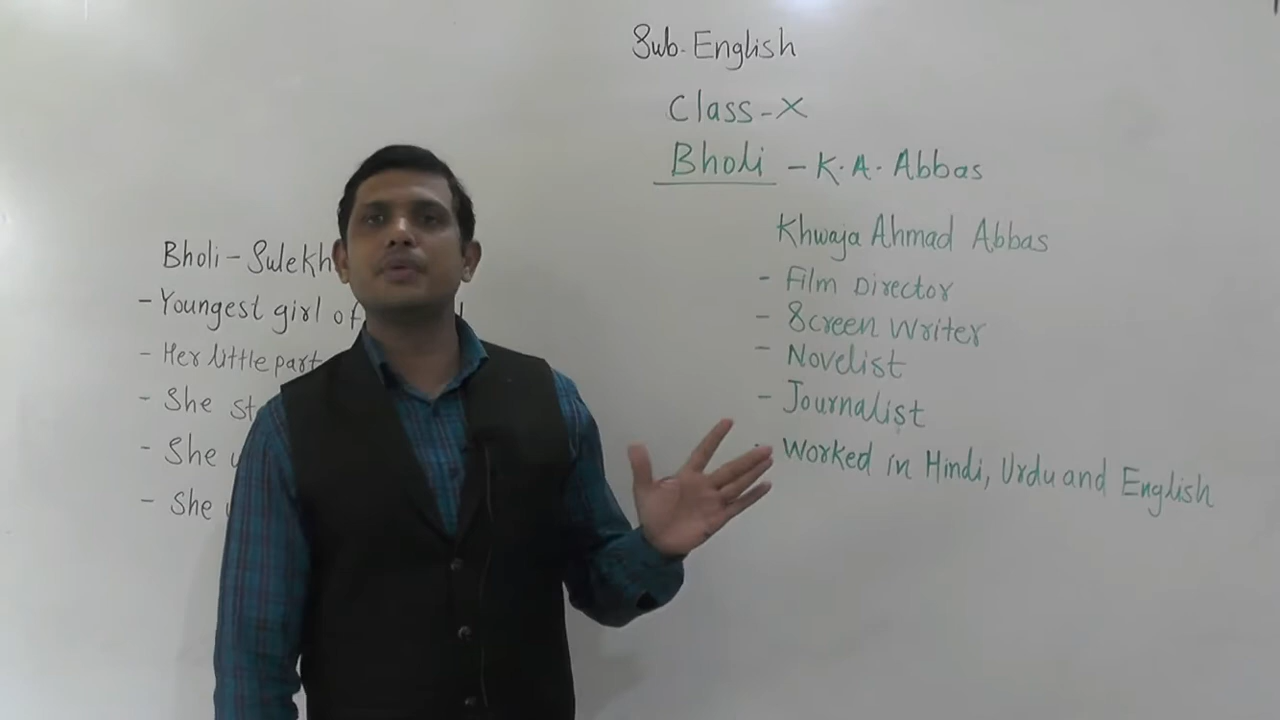 Sub. English
Class - X
Bholi - K. A. Abbas
Khwaja Ahmad Abbas
- Film Director
- Screen Writer
- Novelist
- Journalist
- Worked in Hindi, Urdu and English
Bholi - Sulekh
- Youngest girl of
- Her little part
- She st
- She
- She